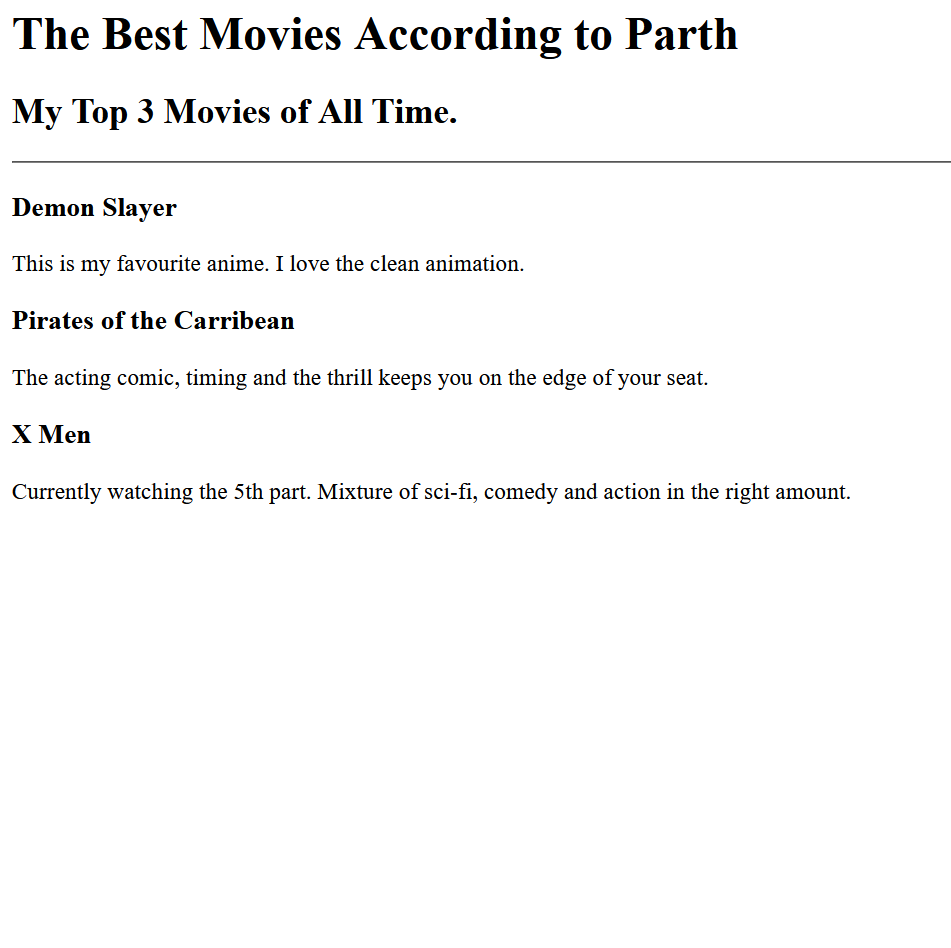 The Best Movies According to Parth
My Top 3 Movies of All Time.
Demon Slayer
This is my favourite anime. I love the clean animation.
Pirates of the Carribean
The acting comic, timing and the thrill keeps you on the edge of your seat.
X Men
Currently watching the 5th part. Mixture of sci-fi, comedy and action in the right amount.